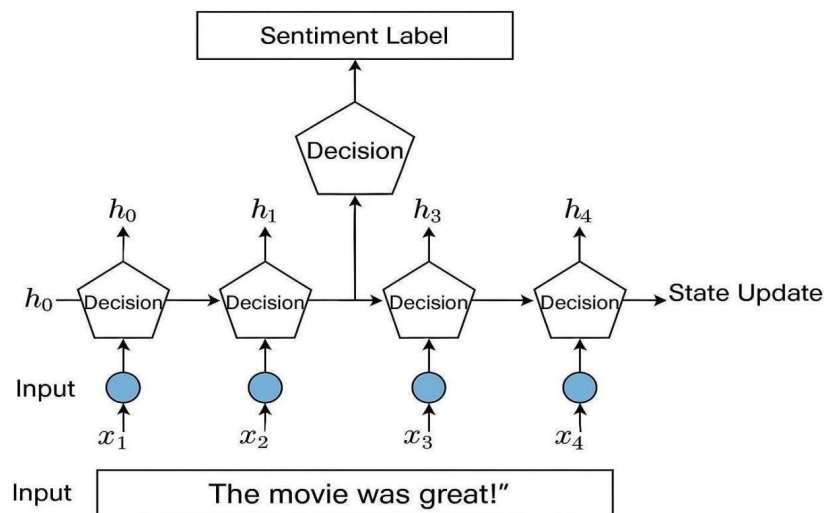 Sentiment Label
Decision
h₀ h₁ h₃ h₄
h₀ Decision Decision Decision Decision State Update
Input
x₁ x₂ x₃ x₄
Input The movie was great!”